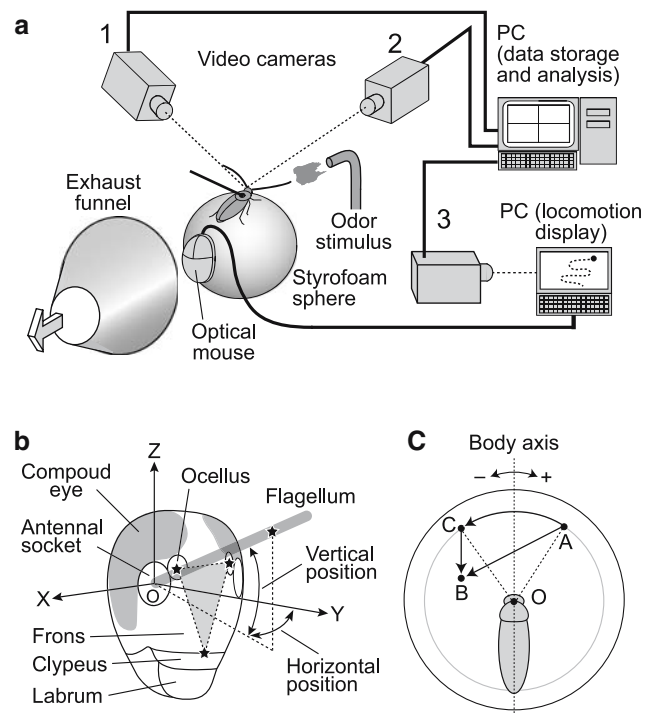 a
1
2
Video cameras
PC
(data storage
and analysis)
Exhaust
funnel
Odor
stimulus
3
PC (locomotion
display)
Styrofoam
sphere
Optical
mouse
b
Z
Compoud
eye
Ocellus
Flagellum
Antennal
socket
Vertical
position
O
X
Y
Frons
Clypeus
Labrum
Horizontal
position
C
Body axis
– +
C
A
B
O